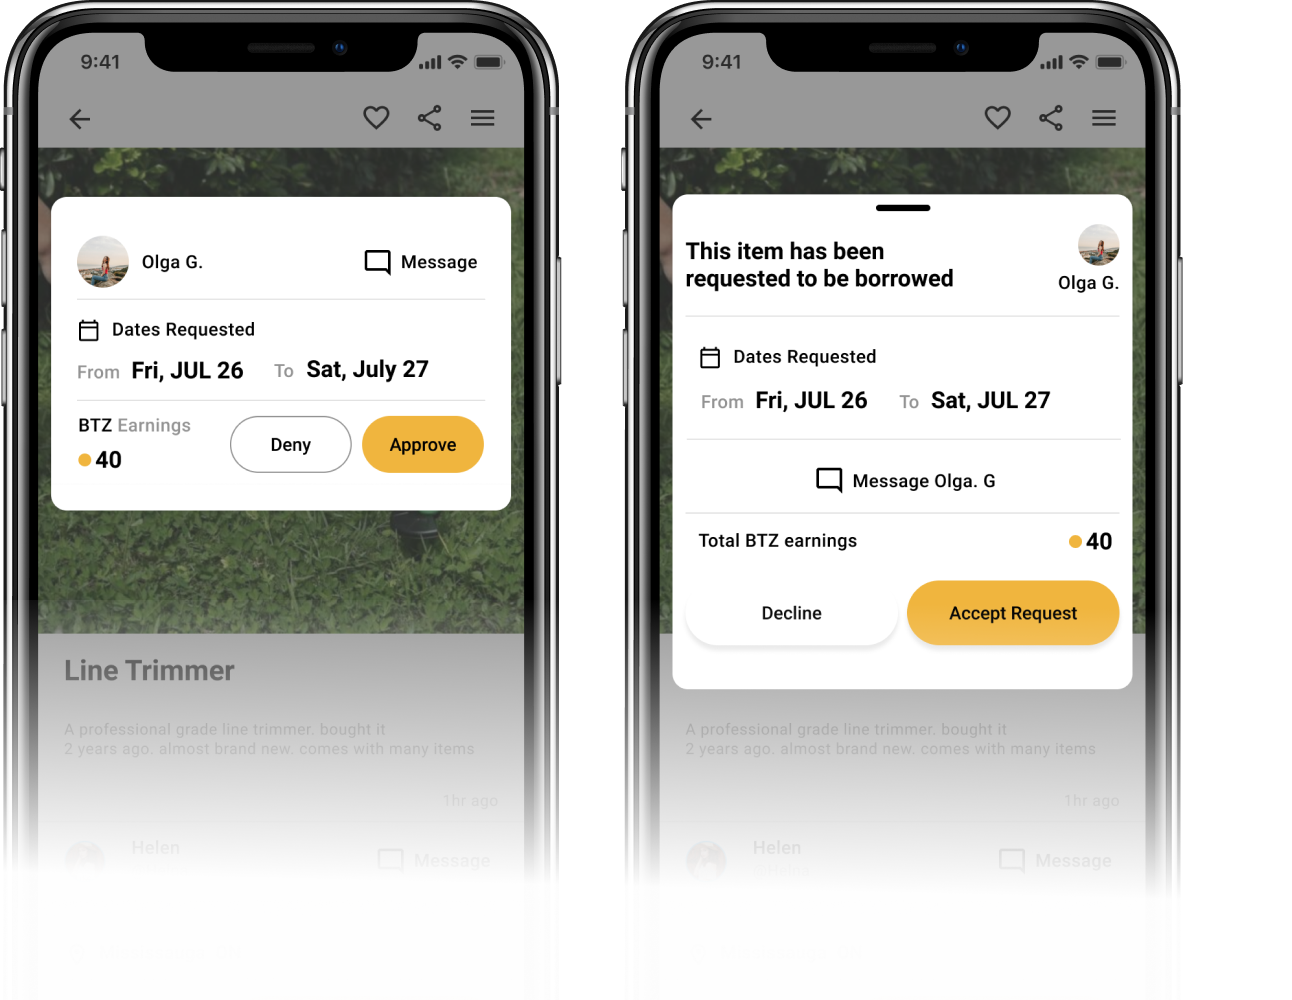 9:41
Olga G.
Message
Dates Requested
From Fri, JUL 26 To Sat, July 27
BTZ Earnings
40
Deny
Approve
Line Trimmer
A professional grade line trimmer. bought it
2 years ago. almost brand new. comes with many items
1hr ago
Helen
Message
9:41
This item has been
requested to be borrowed
Olga G.
Dates Requested
From Fri, JUL 26 To Sat, JUL 27
Message Olga. G
Total BTZ earnings
40
Decline
Accept Request
A professional grade line trimmer. bought it
2 years ago. almost brand new. comes with many items
1hr ago
Helen
Message